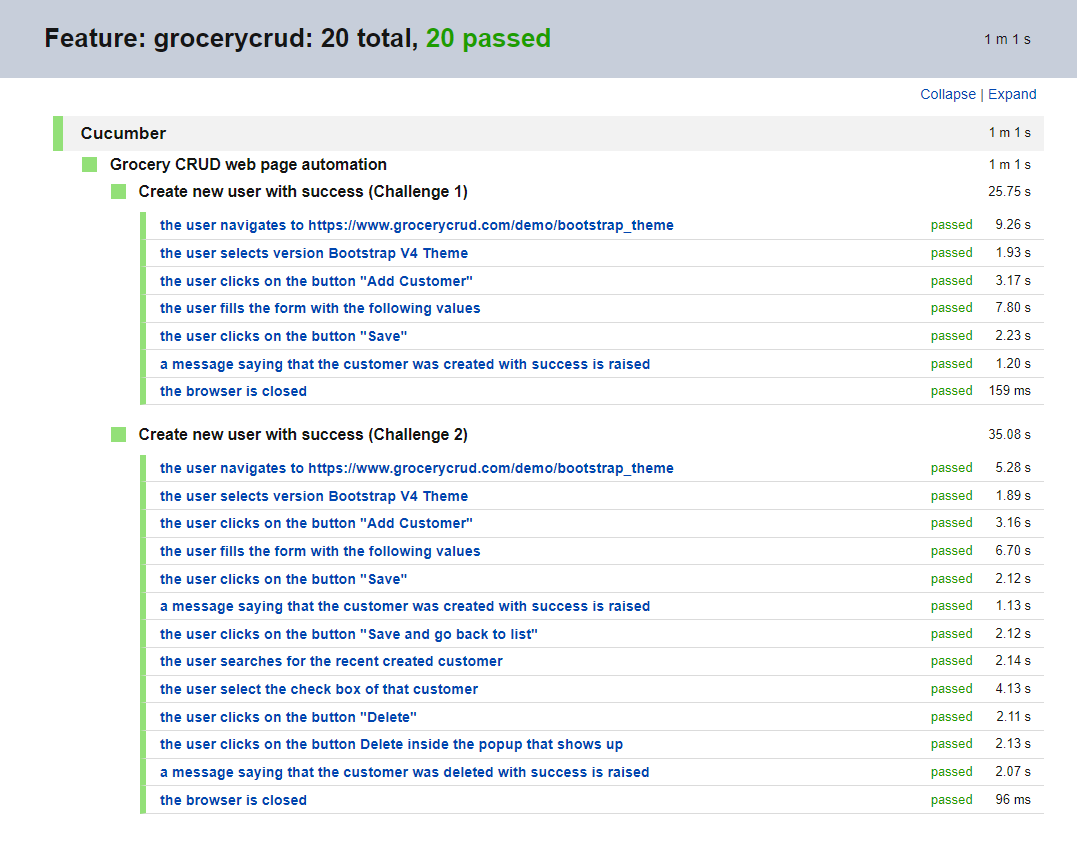 Feature: grocerycrud: 20 total, 20 passed 1 m 1 s
Collapse | Expand
Cucumber 1 m 1 s
Grocery CRUD web page automation 1 m 1 s
Create new user with success (Challenge 1) 25.75 s
the user navigates to https://www.grocerycrud.com/demo/bootstrap_theme passed 9.26 s
the user selects version Bootstrap V4 Theme passed 1.93 s
the user clicks on the button "Add Customer" passed 3.17 s
the user fills the form with the following values passed 7.80 s
the user clicks on the button "Save" passed 2.23 s
a message saying that the customer was created with success is raised passed 1.20 s
the browser is closed passed 159 ms
Create new user with success (Challenge 2) 35.08 s
the user navigates to https://www.grocerycrud.com/demo/bootstrap_theme passed 5.28 s
the user selects version Bootstrap V4 Theme passed 1.89 s
the user clicks on the button "Add Customer" passed 3.16 s
the user fills the form with the following values passed 6.70 s
the user clicks on the button "Save" passed 2.12 s
a message saying that the customer was created with success is raised passed 1.13 s
the user clicks on the button "Save and go back to list" passed 2.12 s
the user searches for the recent created customer passed 2.14 s
the user select the check box of that customer passed 4.13 s
the user clicks on the button "Delete" passed 2.11 s
the user clicks on the button Delete inside the popup that shows up passed 2.13 s
a message saying that the customer was deleted with success is raised passed 2.07 s
the browser is closed passed 96 ms